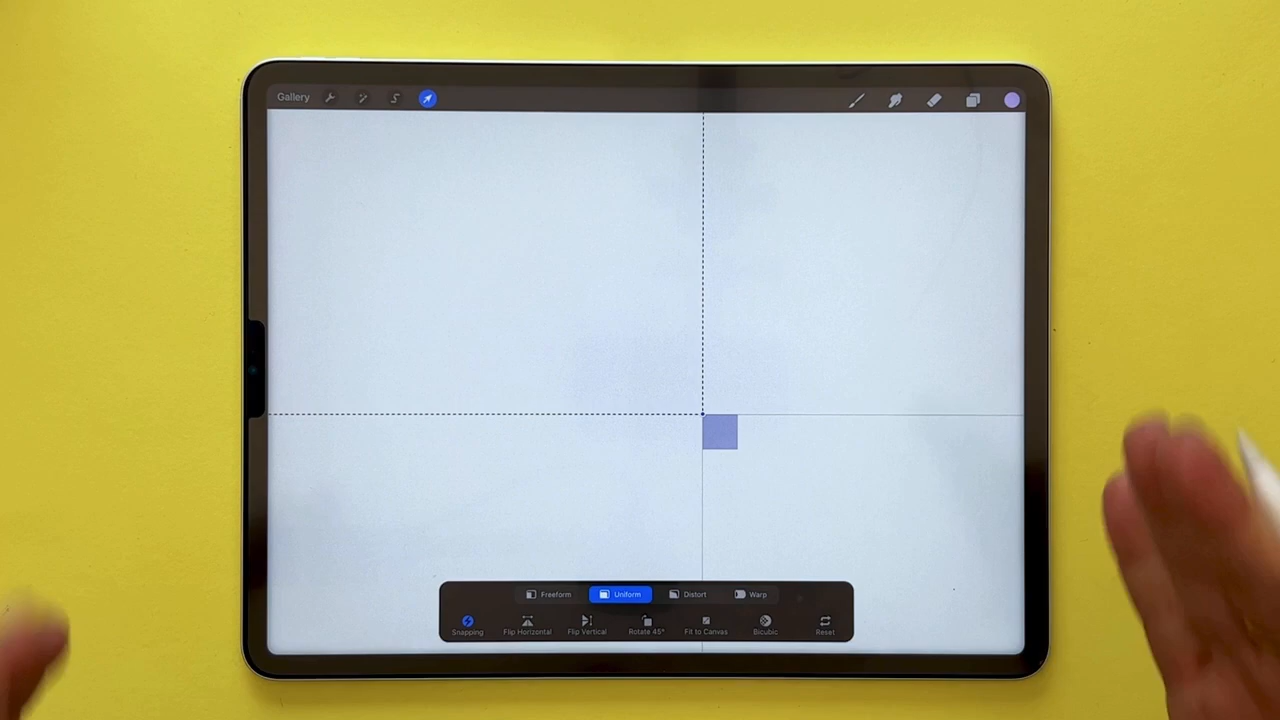 Gallery
Freeform Uniform Distort Warp
Snapping Flip Horizontal Flip Vertical Rotate 45° Fit to Canvas Bicubic Reset